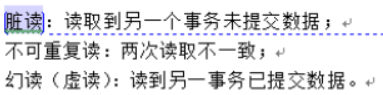 脏读：读取到另一个事务未提交数据；
不可重复读：两次读取不一致；
幻读（虚读）：读到另一事务已提交数据。